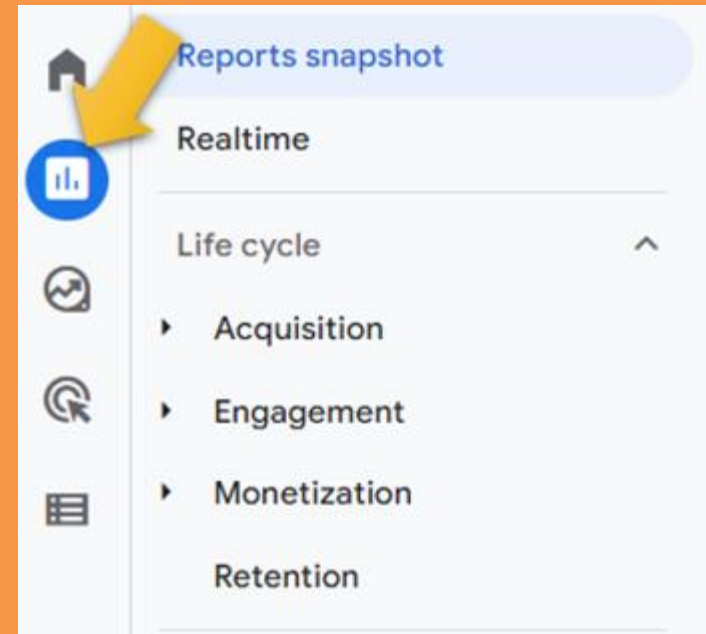 Reports snapshot
Realtime
Life cycle
Acquisition
Engagement
Monetization
Retention